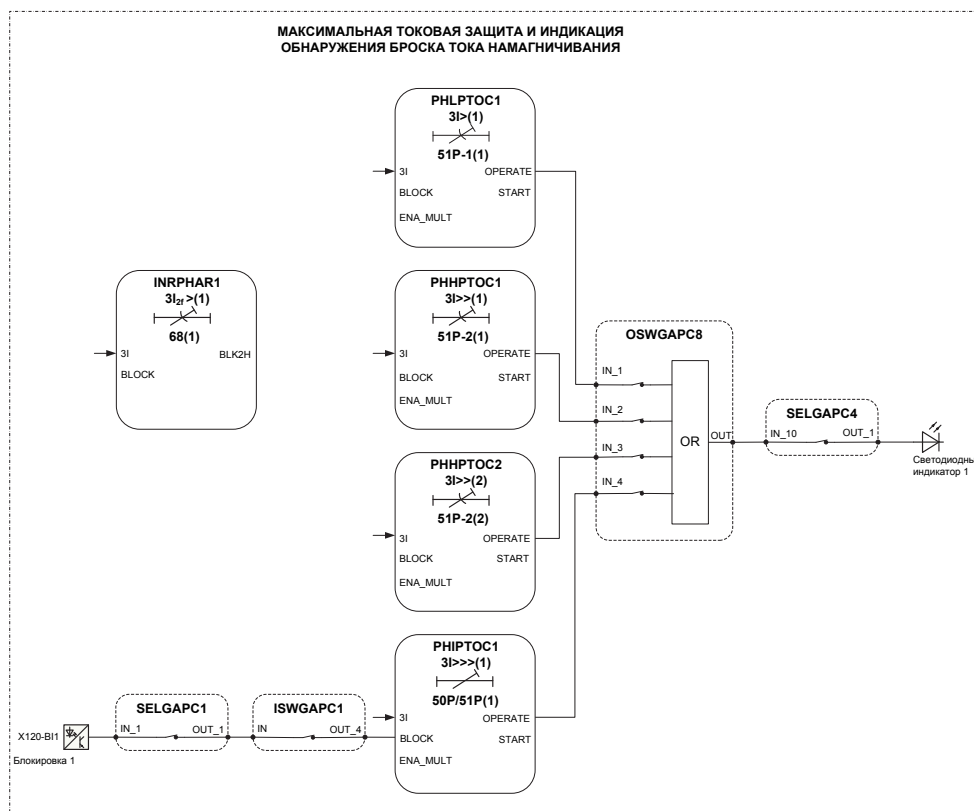 МАКСИМАЛЬНАЯ ТОКОВАЯ ЗАЩИТА И ИНДИКАЦИЯ
ОБНАРУЖЕНИЯ БРОСКА ТОКА НАМАГНИЧИВАНИЯ
PHLPTOC1
3I>(1)
51P-1(1)
3I
OPERATE
BLOCK
START
ENA_MULT
INRPHAR1
3I2f >(1)
68(1)
3I
BLK2H
BLOCK
PHHPTOC1
3I>>(1)
51P-2(1)
3I
OPERATE
BLOCK
START
ENA_MULT
OSWGAPC8
IN_1
IN_2
IN_3
IN_4
OR
OUT
SELGAPC4
IN_10
OUT_1
Светодиодны
индикатор 1
PHHPTOC2
3I>>(2)
51P-2(2)
3I
OPERATE
BLOCK
START
ENA_MULT
PHIPTOC1
3I>>>(1)
50P/51P(1)
3I
OPERATE
BLOCK
START
ENA_MULT
X120-BI1
Блокировка 1
SELGAPC1
IN_1
OUT_1
ISWGAPC1
IN
OUT_4